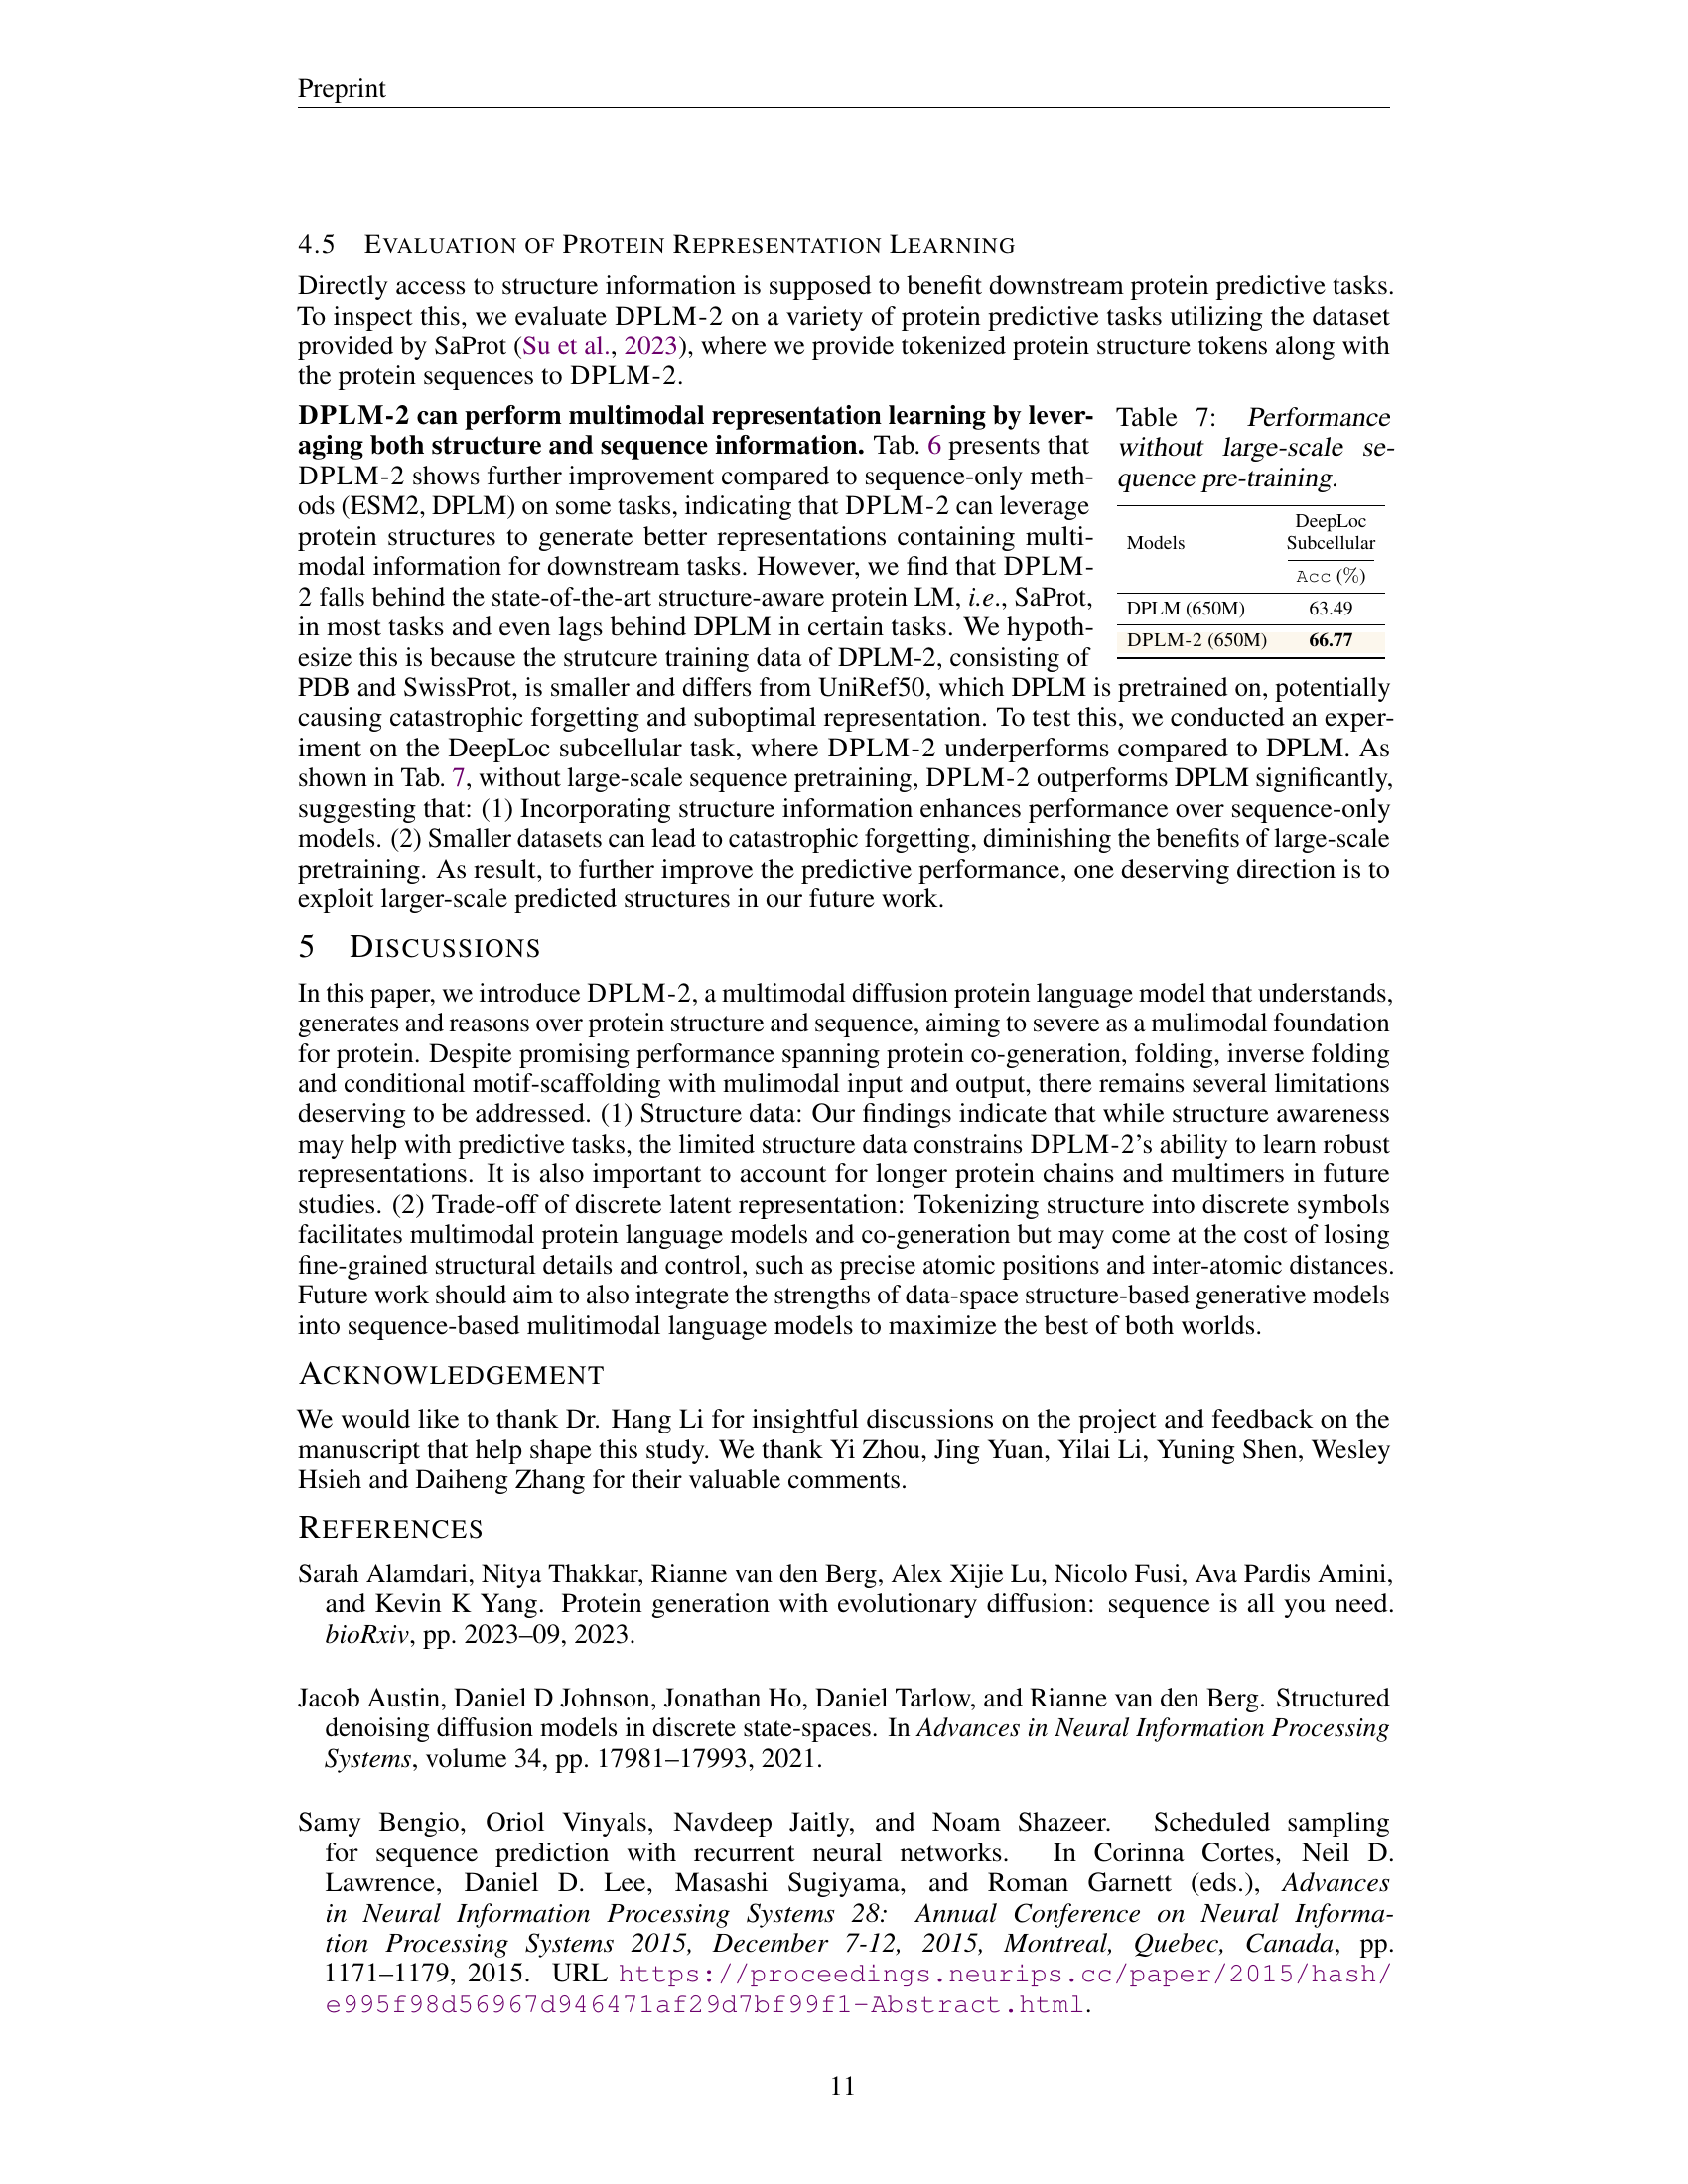 Preprint
4.5 EVALUATION OF PROTEIN REPRESENTATION LEARNING
Directly access to structure information is supposed to benefit downstream protein predictive tasks.
To inspect this, we evaluate DPLM-2 on a variety of protein predictive tasks utilizing the dataset
provided by SaProt (Su et al., 2023), where we provide tokenized protein structure tokens along with
the protein sequences to DPLM-2.
DPLM-2 can perform multimodal representation learning by lever-
aging both structure and sequence information. Tab. 6 presents that
DPLM-2 shows further improvement compared to sequence-only meth-
ods (ESM2, DPLM) on some tasks, indicating that DPLM-2 can leverage
protein structures to generate better representations containing multi-
modal information for downstream tasks. However, we find that DPLM-
2 falls behind the state-of-the-art structure-aware protein LM, i.e., SaProt,
in most tasks and even lags behind DPLM in certain tasks. We hypoth-
esize this is because the strutcure training data of DPLM-2, consisting of
PDB and SwissProt, is smaller and differs from UniRef50, which DPLM is pretrained on, potentially
causing catastrophic forgetting and suboptimal representation. To test this, we conducted an exper-
iment on the DeepLoc subcellular task, where DPLM-2 underperforms compared to DPLM. As
shown in Tab. 7, without large-scale sequence pretraining, DPLM-2 outperforms DPLM significantly,
suggesting that: (1) Incorporating structure information enhances performance over sequence-only
models. (2) Smaller datasets can lead to catastrophic forgetting, diminishing the benefits of large-scale
pretraining. As result, to further improve the predictive performance, one deserving direction is to
exploit larger-scale predicted structures in our future work.
Table 7: Performance
without large-scale se-
quence pre-training.
DeepLoc
Models Subcellular
Acc (%)
DPLM (650M) 63.49
DPLM-2 (650M) 66.77
5 DISCUSSIONS
In this paper, we introduce DPLM-2, a multimodal diffusion protein language model that understands,
generates and reasons over protein structure and sequence, aiming to severe as a mulimodal foundation
for protein. Despite promising performance spanning protein co-generation, folding, inverse folding
and conditional motif-scaffolding with mulimodal input and output, there remains several limitations
deserving to be addressed. (1) Structure data: Our findings indicate that while structure awareness
may help with predictive tasks, the limited structure data constrains DPLM-2's ability to learn robust
representations. It is also important to account for longer protein chains and multimers in future
studies. (2) Trade-off of discrete latent representation: Tokenizing structure into discrete symbols
facilitates multimodal protein language models and co-generation but may come at the cost of losing
fine-grained structural details and control, such as precise atomic positions and inter-atomic distances.
Future work should aim to also integrate the strengths of data-space structure-based generative models
into sequence-based mulitimodal language models to maximize the best of both worlds.
ACKNOWLEDGEMENT
We would like to thank Dr. Hang Li for insightful discussions on the project and feedback on the
manuscript that help shape this study. We thank Yi Zhou, Jing Yuan, Yilai Li, Yuning Shen, Wesley
Hsieh and Daiheng Zhang for their valuable comments.
REFERENCES
Sarah Alamdari, Nitya Thakkar, Rianne van den Berg, Alex Xijie Lu, Nicolo Fusi, Ava Pardis Amini,
and Kevin K Yang. Protein generation with evolutionary diffusion: sequence is all you need.
bioRxiv, pp. 2023–09, 2023.
Jacob Austin, Daniel D Johnson, Jonathan Ho, Daniel Tarlow, and Rianne van den Berg. Structured
denoising diffusion models in discrete state-spaces. In Advances in Neural Information Processing
Systems, volume 34, pp. 17981–17993, 2021.
Samy Bengio, Oriol Vinyals, Navdeep Jaitly, and Noam Shazeer. Scheduled sampling
for sequence prediction with recurrent neural networks. In Corinna Cortes, Neil D.
Lawrence, Daniel D. Lee, Masashi Sugiyama, and Roman Garnett (eds.), Advances
in Neural Information Processing Systems 28: Annual Conference on Neural Informa-
tion Processing Systems 2015, December 7-12, 2015, Montreal, Quebec, Canada, pp.
1171–1179, 2015. URL https://proceedings.neurips.cc/paper/2015/hash/
e995f98d56967d946471af29d7bf99f1-Abstract.html.
11